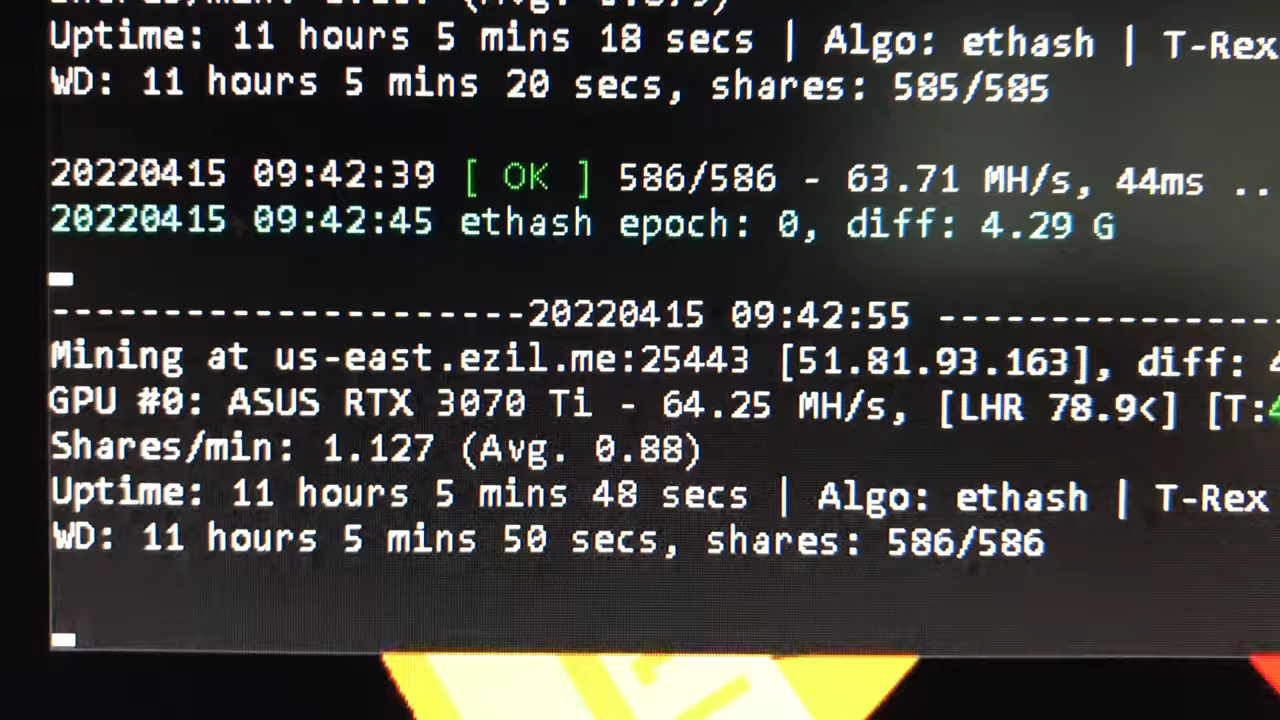 Uptime: 11 hours 5 mins 18 secs | Algo: ethash | T-Rex
WD: 11 hours 5 mins 20 secs, shares: 585/585
20220415 09:42:39 [ OK ] 586/586 - 63.71 MH/s, 44ms ..
20220415 09:42:45 ethash epoch: 0, diff: 4.29 G
---------------------20220415 09:42:55 ---------------
Mining at us-east.ezil.me:25443 [51.81.93.163], diff: 4
GPU #0: ASUS RTX 3070 Ti - 64.25 MH/s, [LHR 78.9<] [T:4
Shares/min: 1.127 (Avg. 0.88)
Uptime: 11 hours 5 mins 48 secs | Algo: ethash | T-Rex
WD: 11 hours 5 mins 50 secs, shares: 586/586